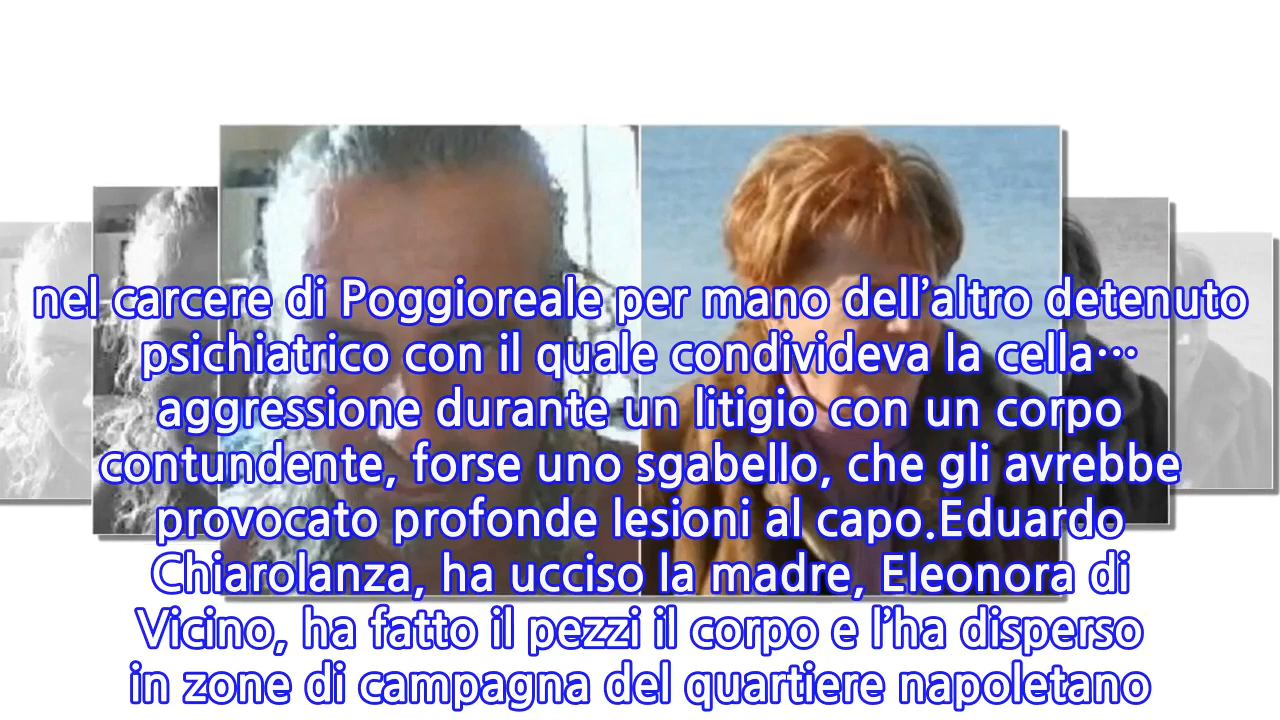 nel carcere di Poggioreale per mano dell’altro detenuto
psichiatrico con il quale condivideva la cella…
aggressione durante un litigio con un corpo
contundente, forse uno sgabello, che gli avrebbe
provocato profonde lesioni al capo.Eduardo
Chiarolanza, ha ucciso la madre, Eleonora di
Vicino, ha fatto il pezzi il corpo e l’ha disperso
in zone di campagna del quartiere napoletano